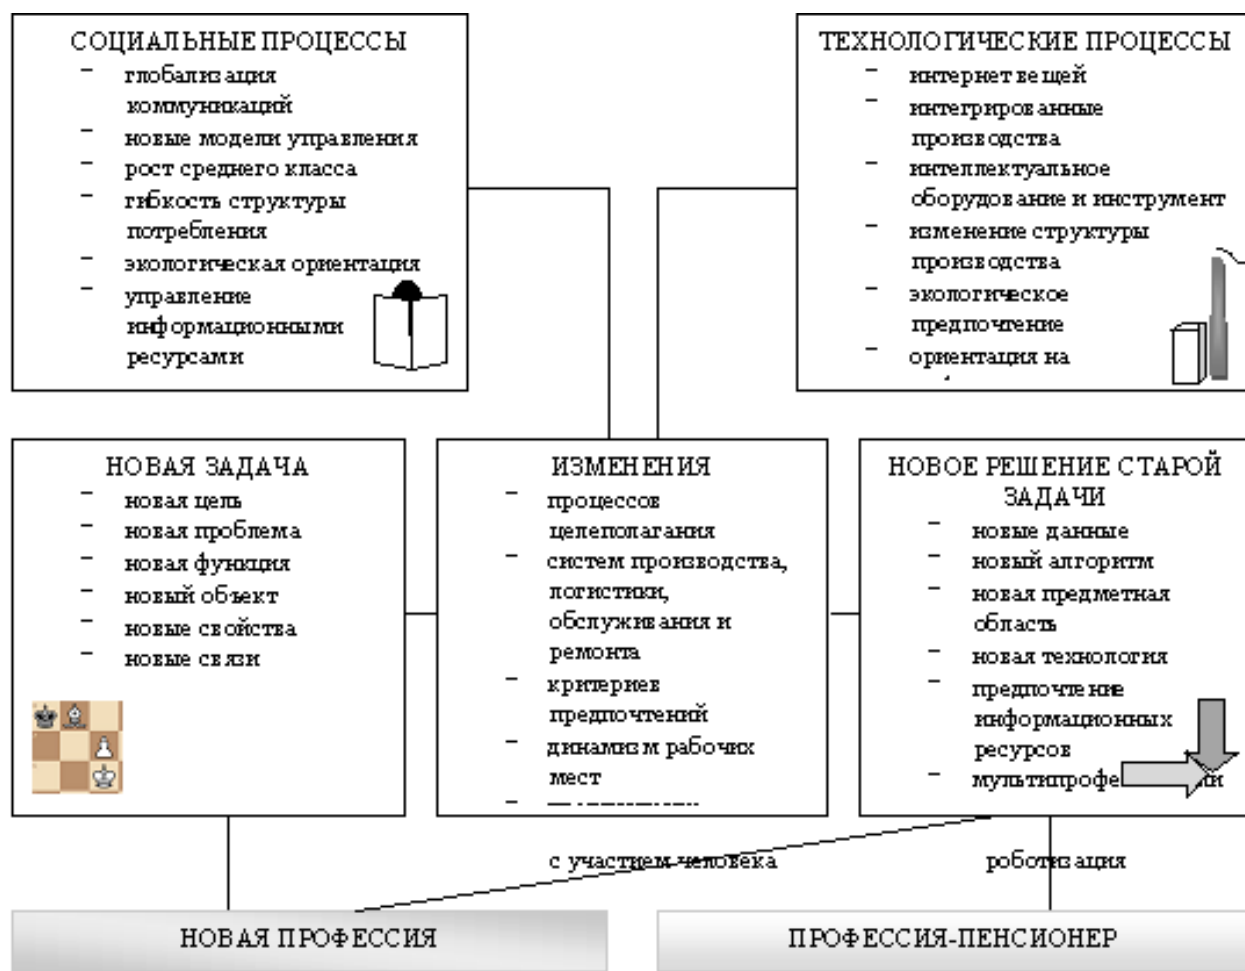 СОЦИАЛЬНЫЕ ПРОЦЕССЫ
– глобализация
коммуникаций
– новые модели управления
– рост среднего класса
– гибкость структуры
потребления
– экологическая ориентация
– управление
информационными
ресурсами
ТЕХНОЛОГИЧЕСКИЕ ПРОЦЕССЫ
– интернет вещей
– интегрированные
производства
– интеллектуальное
оборудование и инструмент
– изменение структуры
производства
– экологическое
предпочтение
– ориентация на
НОВАЯ ЗАДАЧА
– новая цель
– новая проблема
– новая функция
– новый объект
– новые свойства
– новые связи
ИЗМЕНЕНИЯ
– процессов
целеполагания
– систем производства,
логистики,
обслуживания и
ремонта
– критериев
предпочтений
– динамизм рабочих
мест
НОВОЕ РЕШЕНИЕ СТАРОЙ
ЗАДАЧИ
– новые данные
– новый алгоритм
– новая предметная
область
– новая технология
– предпочтение
информационных
ресурсов
с участием человека
роботизация
НОВАЯ ПРОФЕССИЯ
ПРОФЕССИЯ-ПЕНСИОНЕР